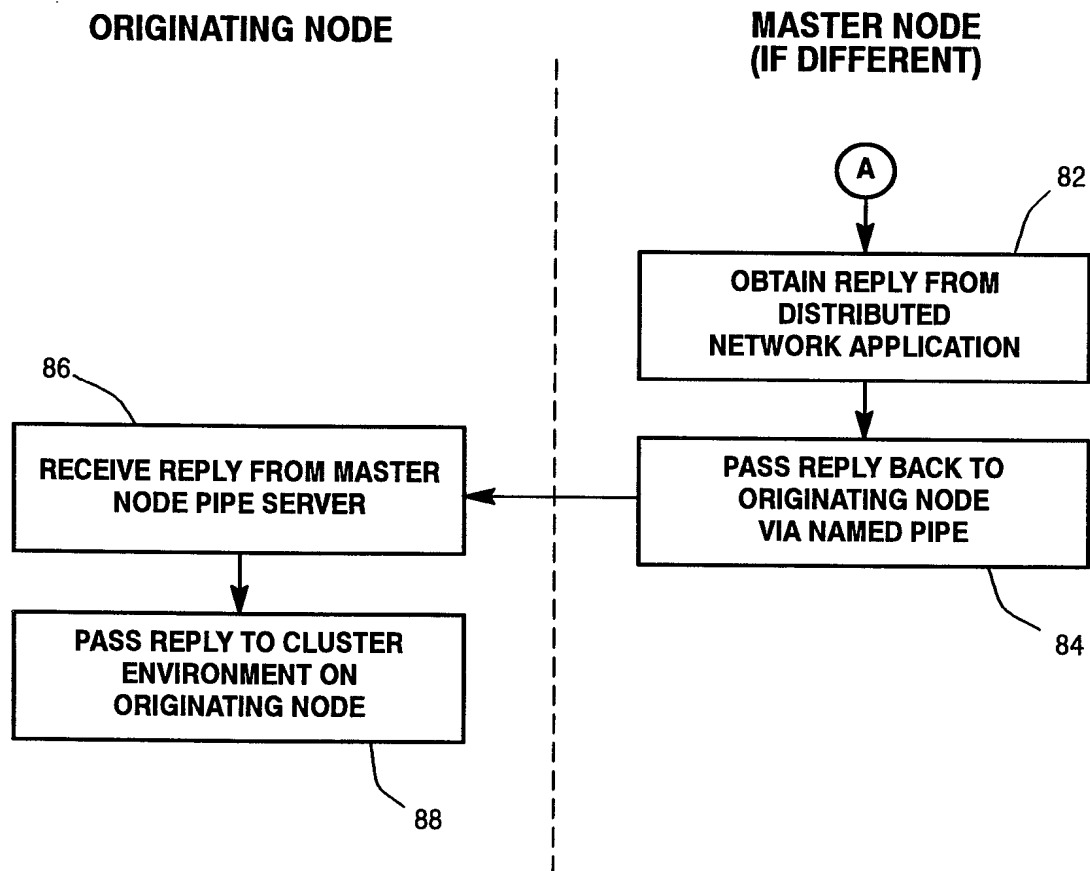 ORIGINATING NODE
MASTER NODE
(IF DIFFERENT)
A
82
OBTAIN REPLY FROM
DISTRIBUTED
NETWORK APPLICATION
86
RECEIVE REPLY FROM MASTER
NODE PIPE SERVER
PASS REPLY BACK TO
ORIGINATING NODE
VIA NAMED PIPE
84
PASS REPLY TO CLUSTER
ENVIRONMENT ON
ORIGINATING NODE
88